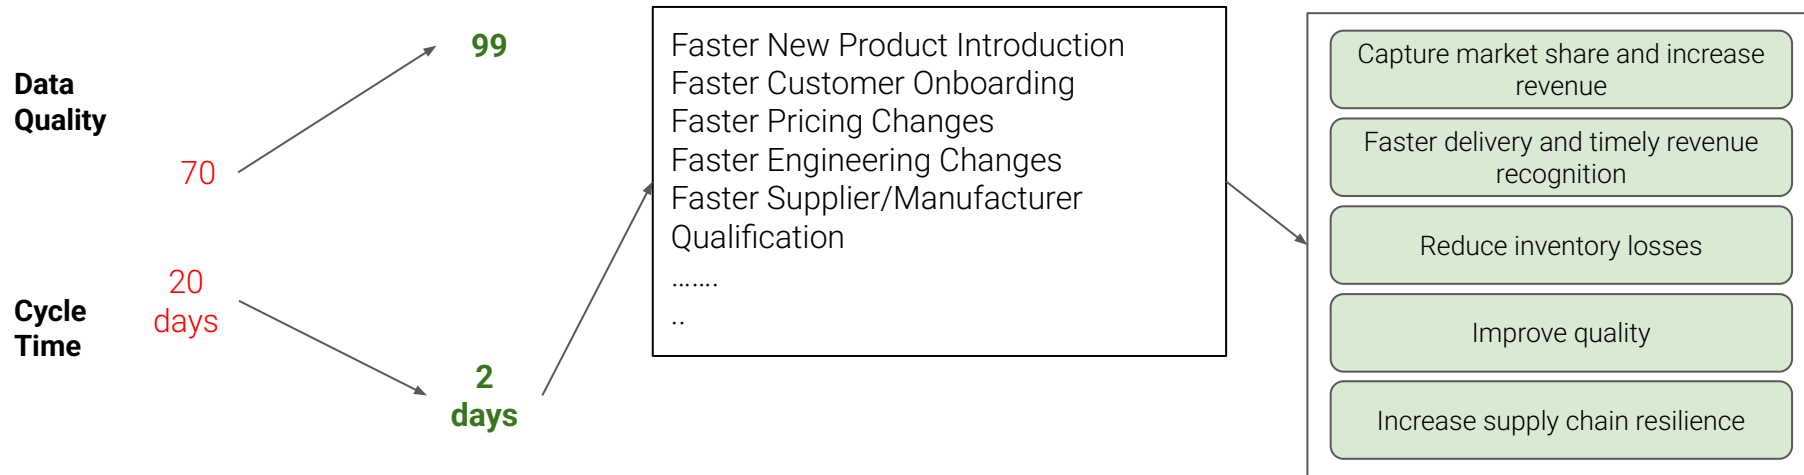 Data
Quality
70
99
Cycle
Time
20
days
2
days
Faster New Product Introduction
Faster Customer Onboarding
Faster Pricing Changes
Faster Engineering Changes
Faster Supplier/Manufacturer
Qualification
.......
..
Capture market share and increase
revenue
Faster delivery and timely revenue
recognition
Reduce inventory losses
Improve quality
Increase supply chain resilience